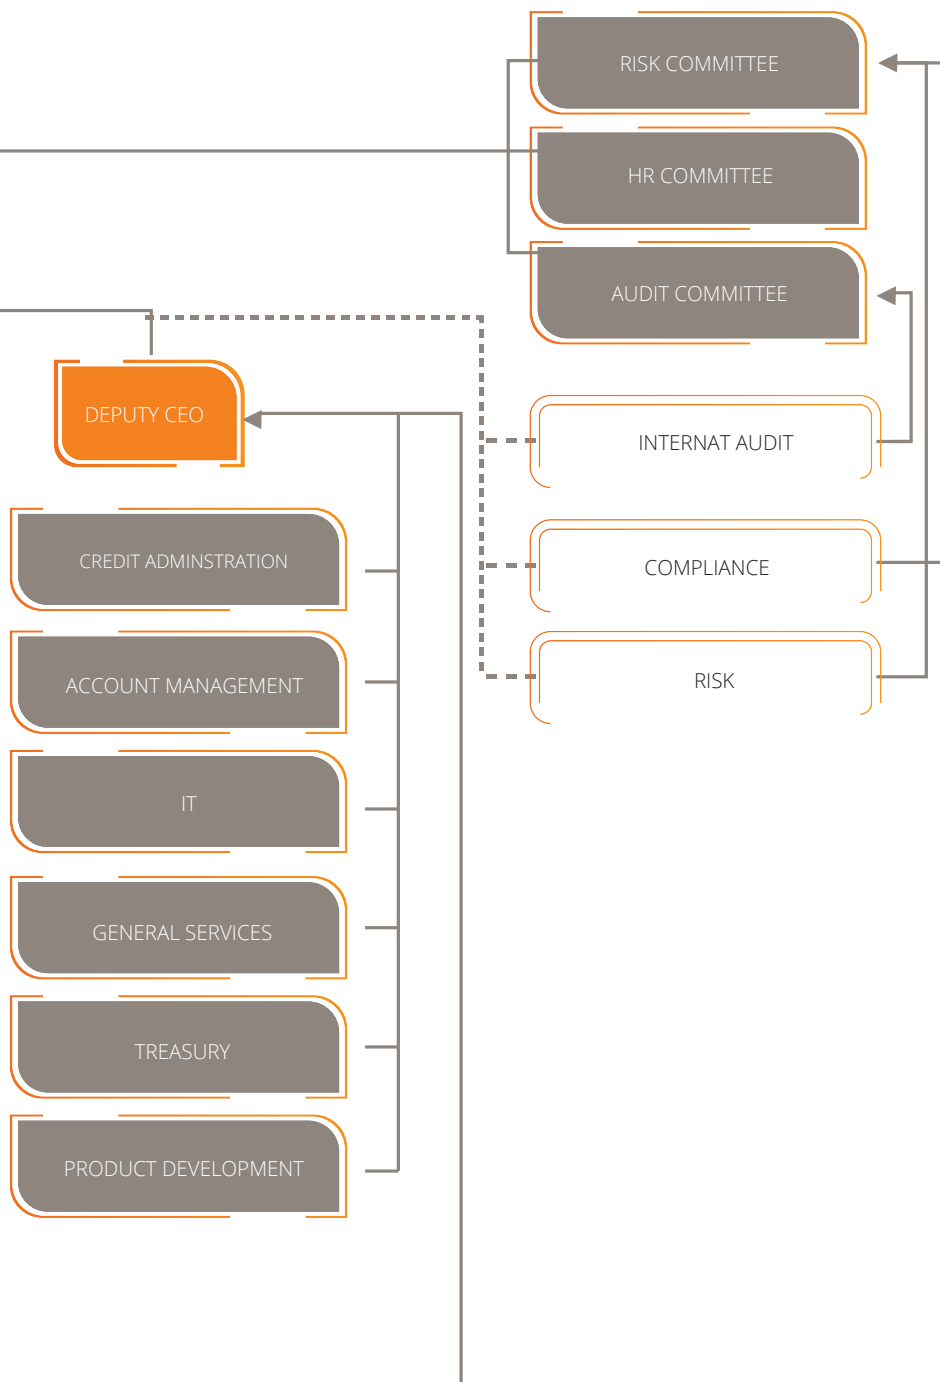 RISK COMMITTEE
HR COMMITTEE
AUDIT COMMITTEE
DEPUTY CEO
INTERNAT AUDIT
CREDIT ADMINSTRATION
COMPLIANCE
ACCOUNT MANAGEMENT
RISK
IT
GENERAL SERVICES
TREASURY
PRODUCT DEVELOPMENT